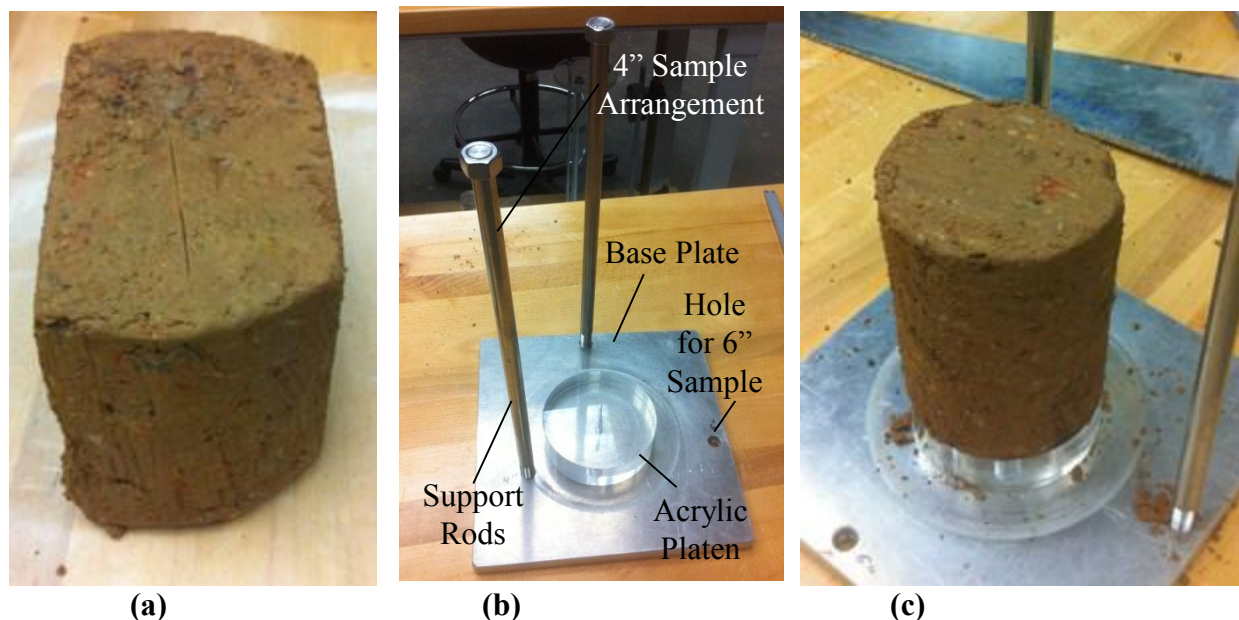 4” Sample
Arrangement
Base Plate
Hole
for 6”
Sample
Support
Rods
Acrylic
Platen
(a)
(b)
(c)